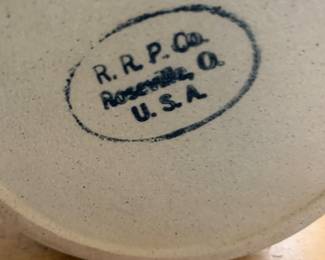 R. R. P. Co.
Roseville, O.
U. S. A.